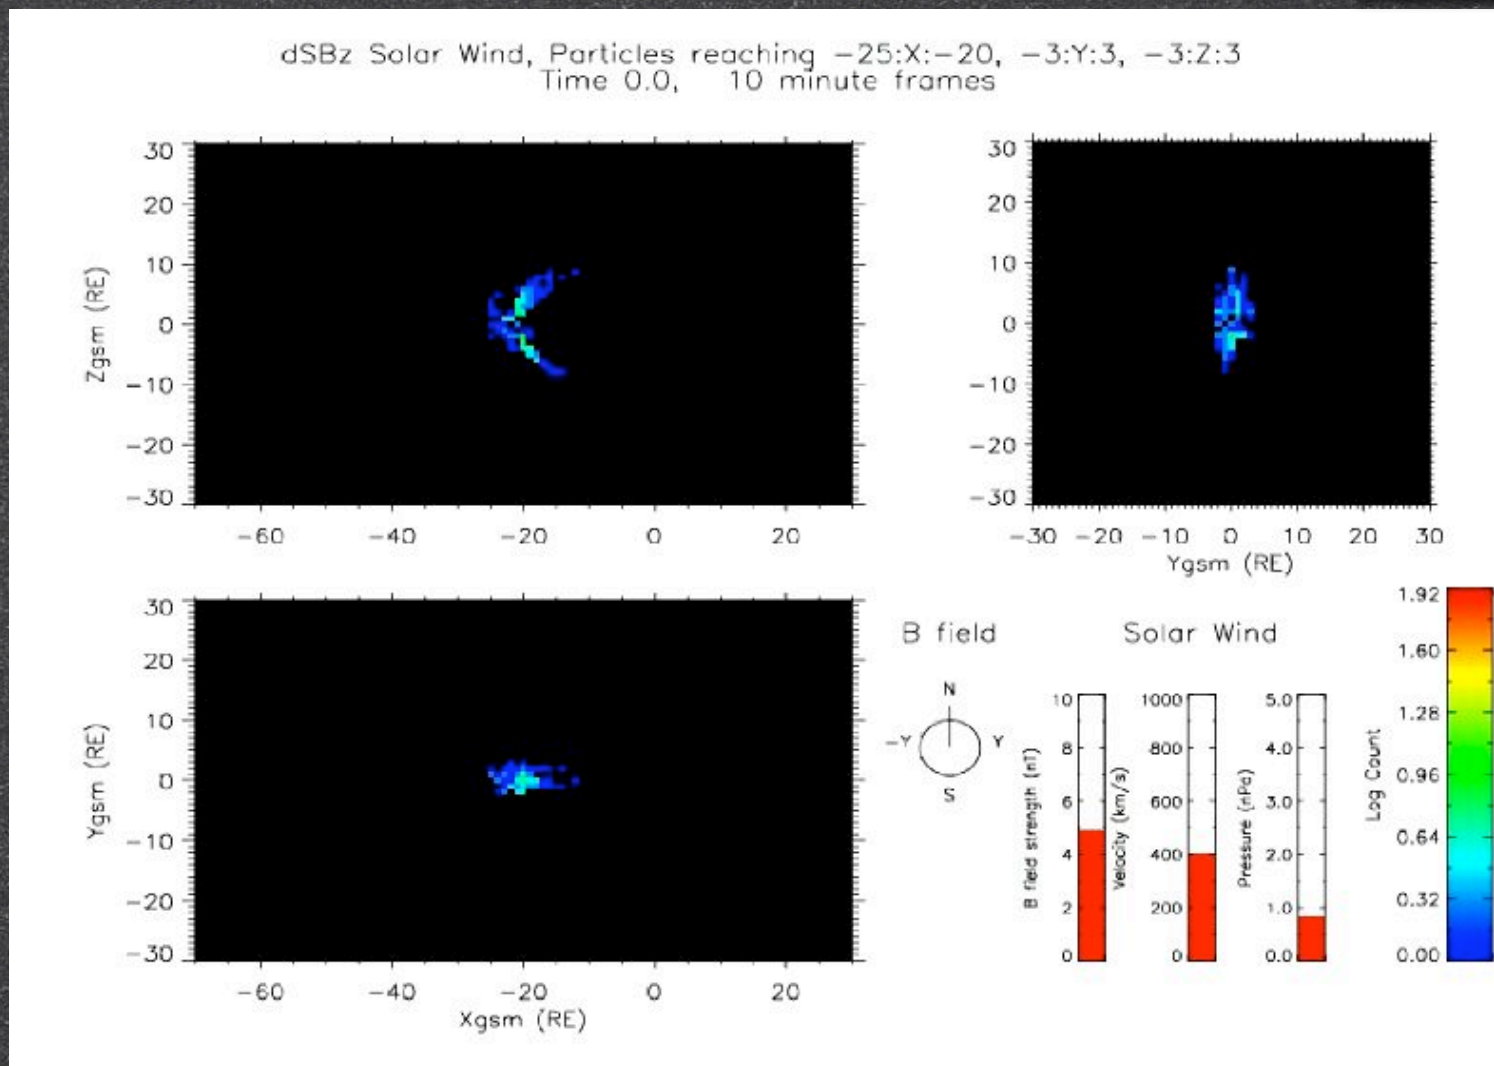 dSBz Solar Wind, Particles reaching −25:X:−20, −3:Y:3, −3:Z:3
Time 0.0, 10 minute frames
Zgsm (RE)
30
20
10
0
−10
−20
−30
−60 −40 −20 0 20
30
20
10
0
−10
−20
−30
−30 −20 −10 0 10 20 30
Ygsm (RE)
Ygsm (RE)
30
20
10
0
−10
−20
−30
−60 −40 −20 0 20
Xgsm (RE)
B field
N
−Y Y
S
Solar Wind
B field strength (nT)
10
8
6
4
2
0
Velocity (km/s)
1000
800
600
400
200
0
Pressure (nPa)
5.0
4.0
3.0
2.0
1.0
0.0
Log Count
1.92
1.60
1.28
0.96
0.64
0.32
0.00